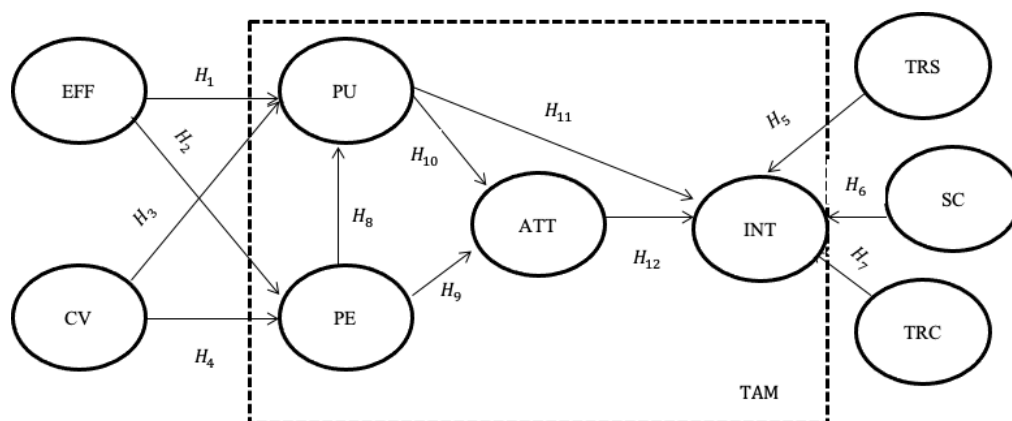 EFF
H₁
PU
TRS
H₂
H₁₁
H₅
H₁₀
H₃
H₈
ATT
INT
H₆
SC
H₁₂
H₇
CV
H₄
PE
H₉
TRC
TAM